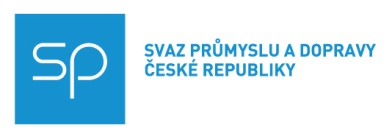 sp
SVAZ PRŮMYSLU A DOPRAVY
ČESKÉ REPUBLIKY